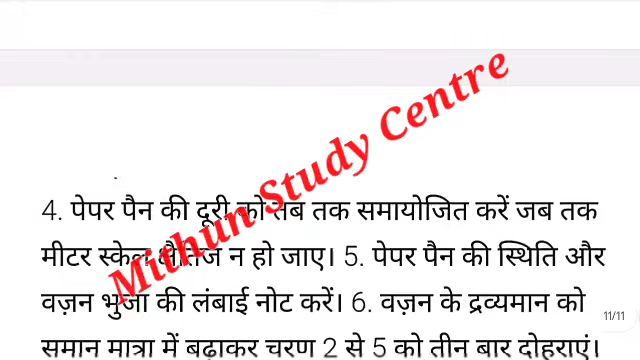 Mithun Study Centre
4. पेपर पैन की दूरी को तब तक समायोजित करें जब तक
मीटर स्केल क्षैतिज न हो जाए। 5. पेपर पैन की स्थिति और
वज़न भुजा की लंबाई नोट करें। 6. वज़न के द्रव्यमान को
समान मात्रा में बढ़ाकर चरण 2 से 5 को तीन बार दोहराएं।
11/11